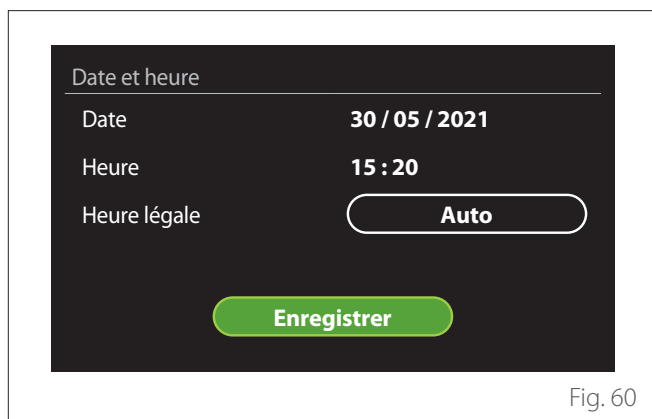 Date et heure
Date 30 / 05 / 2021
Heure 15 : 20
Heure légale Auto
Enregistrer
Fig. 60